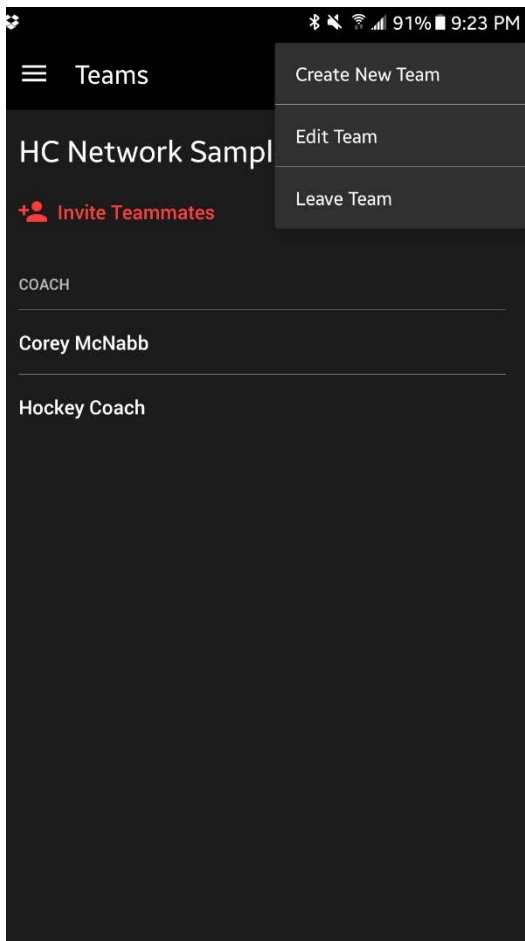 91% 9:23 PM
Teams
Create New Team
Edit Team
Leave Team
HC Network Sampl
Invite Teammates
COACH
Corey McNabb
Hockey Coach